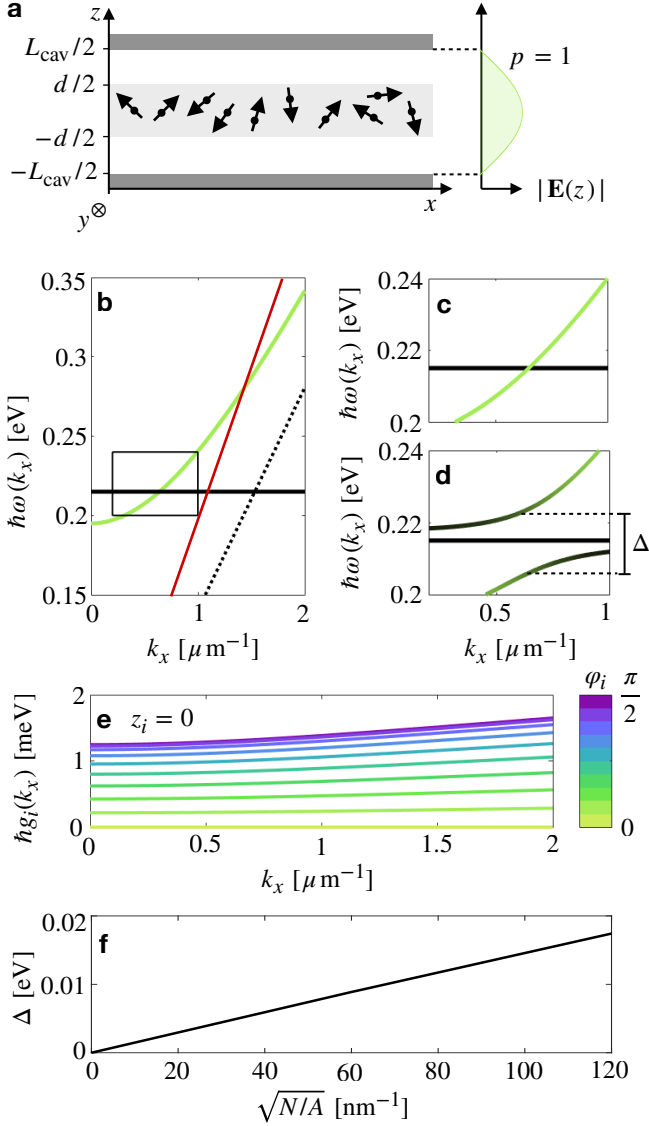 a
z
L_cav/2
d/2
−d/2
−L_cav/2
y⊗
x
p = 1
|E(z)|
b
0.35
0.3
0.25
0.2
0.15
ħω(k_x) [eV]
0
1
2
k_x [μm⁻¹]
c
0.24
0.22
0.2
ħω(k_x) [eV]
d
0.24
0.22
0.2
ħω(k_x) [eV]
Δ
0.5
1
k_x [μm⁻¹]
e
z_i = 0
2
1
0
ħg_i(k_x) [meV]
0
0.5
1
1.5
2
k_x [μm⁻¹]
φ_i
π/2
0
f
0.02
0.01
0
Δ [eV]
0
20
40
60
80
100
120
√N/A [nm⁻¹]